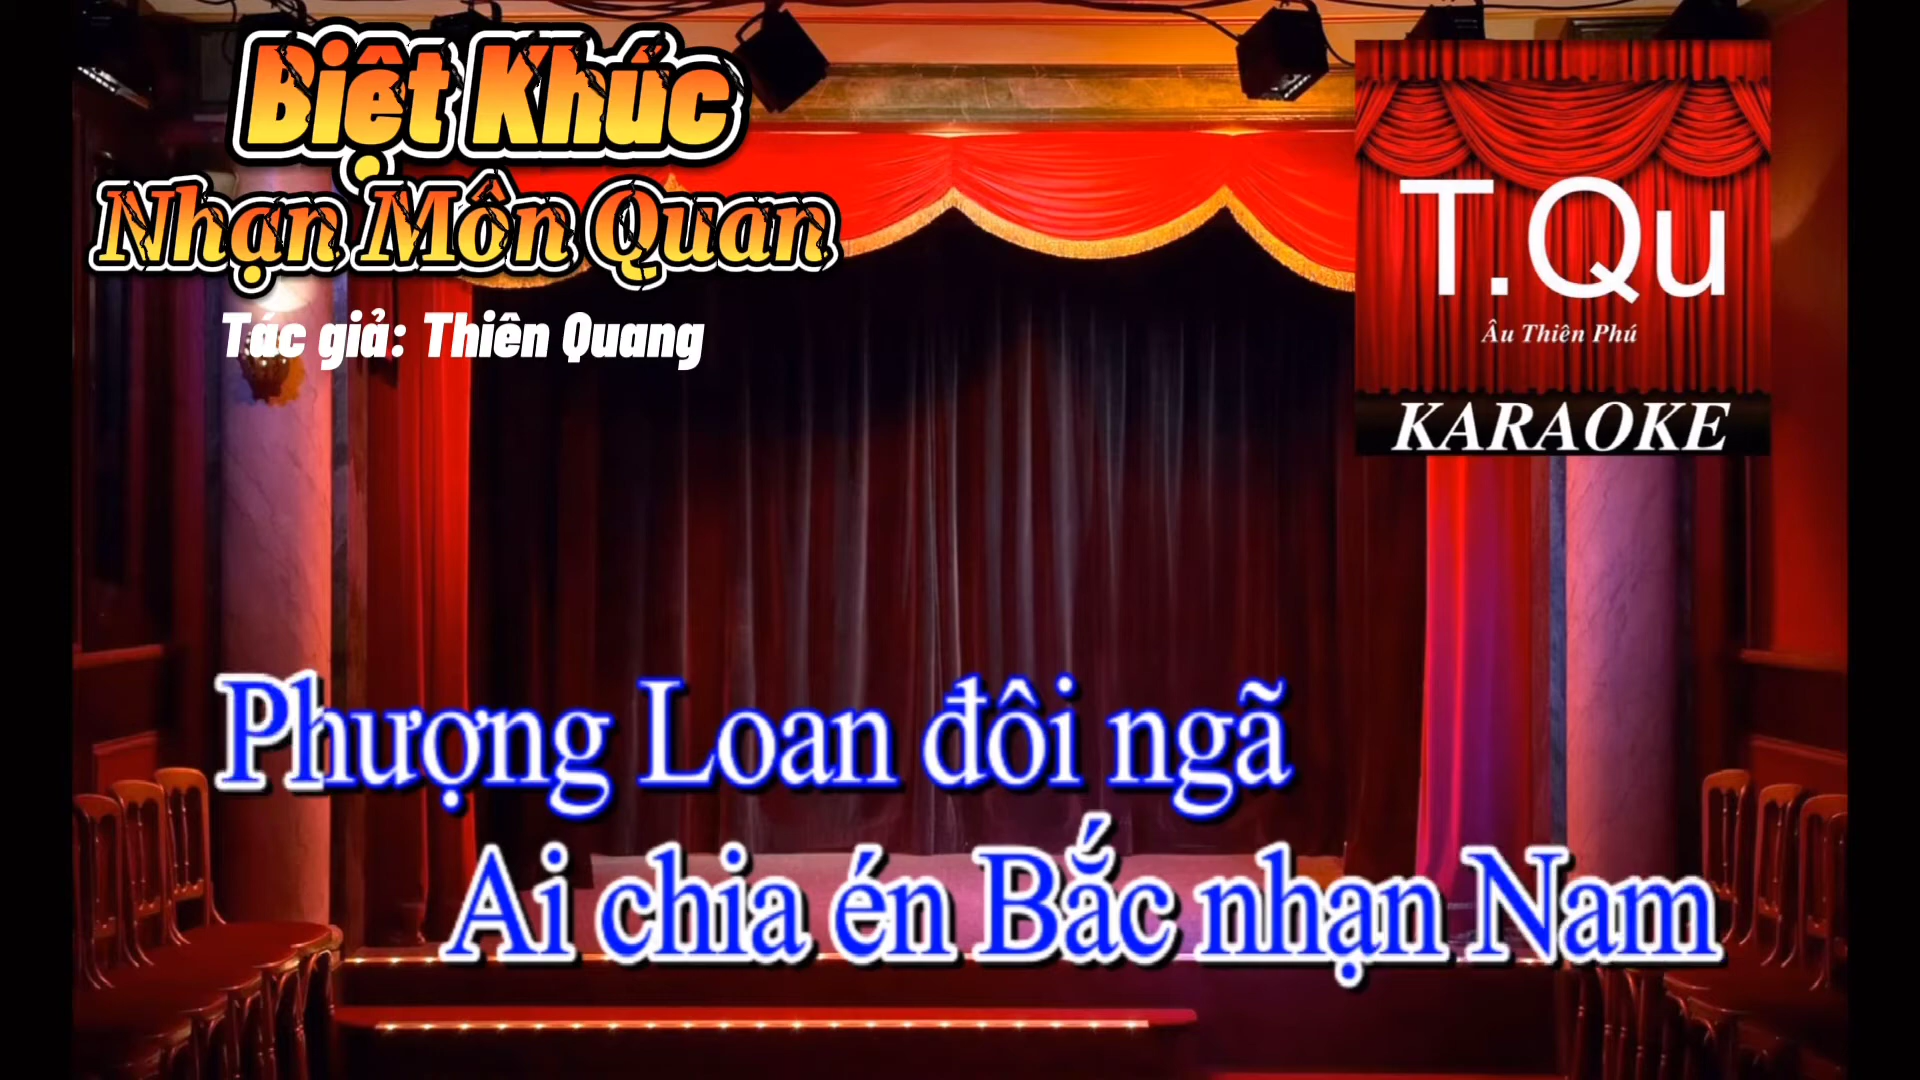 Biệt Khúc
Nhạn Môn Quan
Tác giả: Thiên Quang
T.Qu
Âu Thiên Phú
KARAOKE
Phượng Loan đôi ngã
Ai chia én Bắc nhạn Nam